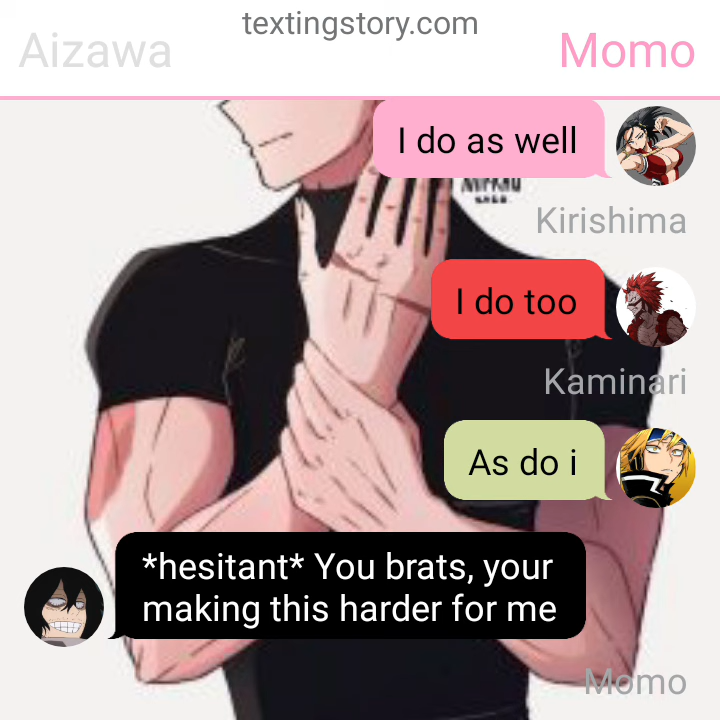 textingstory.com
Aizawa
Momo
I do as well
Kirishima
I do too
Kaminari
As do i
*hesitant* You brats, your
making this harder for me
Momo